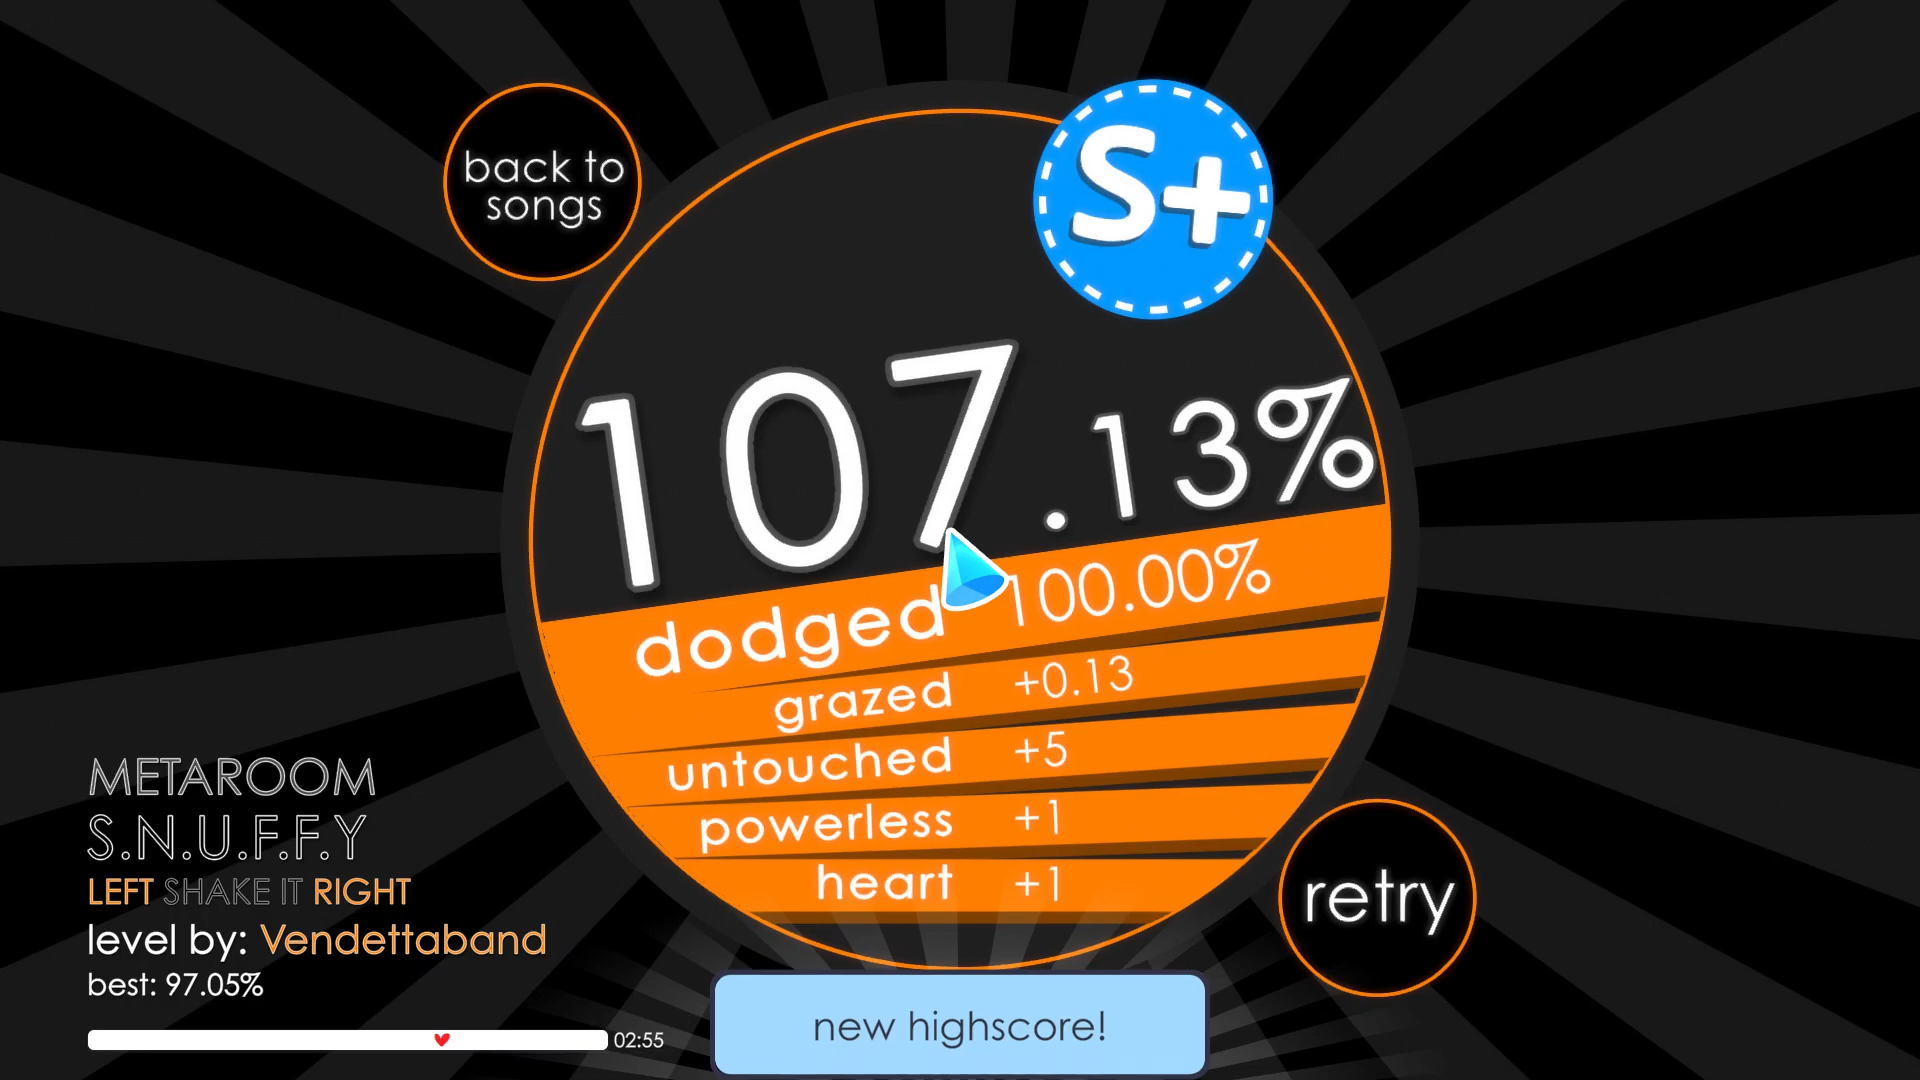 back to
songs
S+
107.13%
dodged 100.00%
grazed +0.13
untouched +5
powerless +1
heart +1
METAROOM
S.N.U.F.F.Y
LEFT SHAKE IT RIGHT
level by: Vendettaband
best: 97.05%
02:55
retry
new highscore!